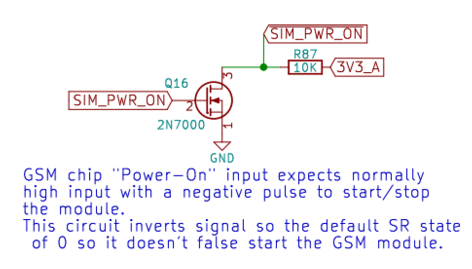 SIM_PWR_ON
R87
10K
3V3_A
Q16
3
SIM_PWR_ON
2
2N7000
1
GND
GSM chip "Power-On" input expects normally
high input with a negative pulse to start/stop
the module.
This circuit inverts signal so the default SR state
of 0 so it doesn't false start the GSM module.